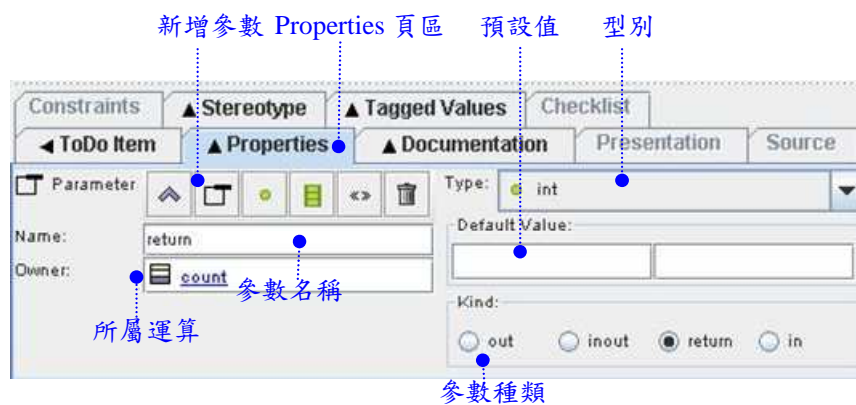 新增參數 Properties 頁區 預設值 型別
Constraints ▲ Stereotype ▲ Tagged Values Checklist
◀ ToDo Item ▲ Properties ▲ Documentation Presentation Source
Parameter «» Type: int
Default Value:
Name: return
Owner: count
參數名稱
Kind:
所屬運算
out inout return in
參數種類